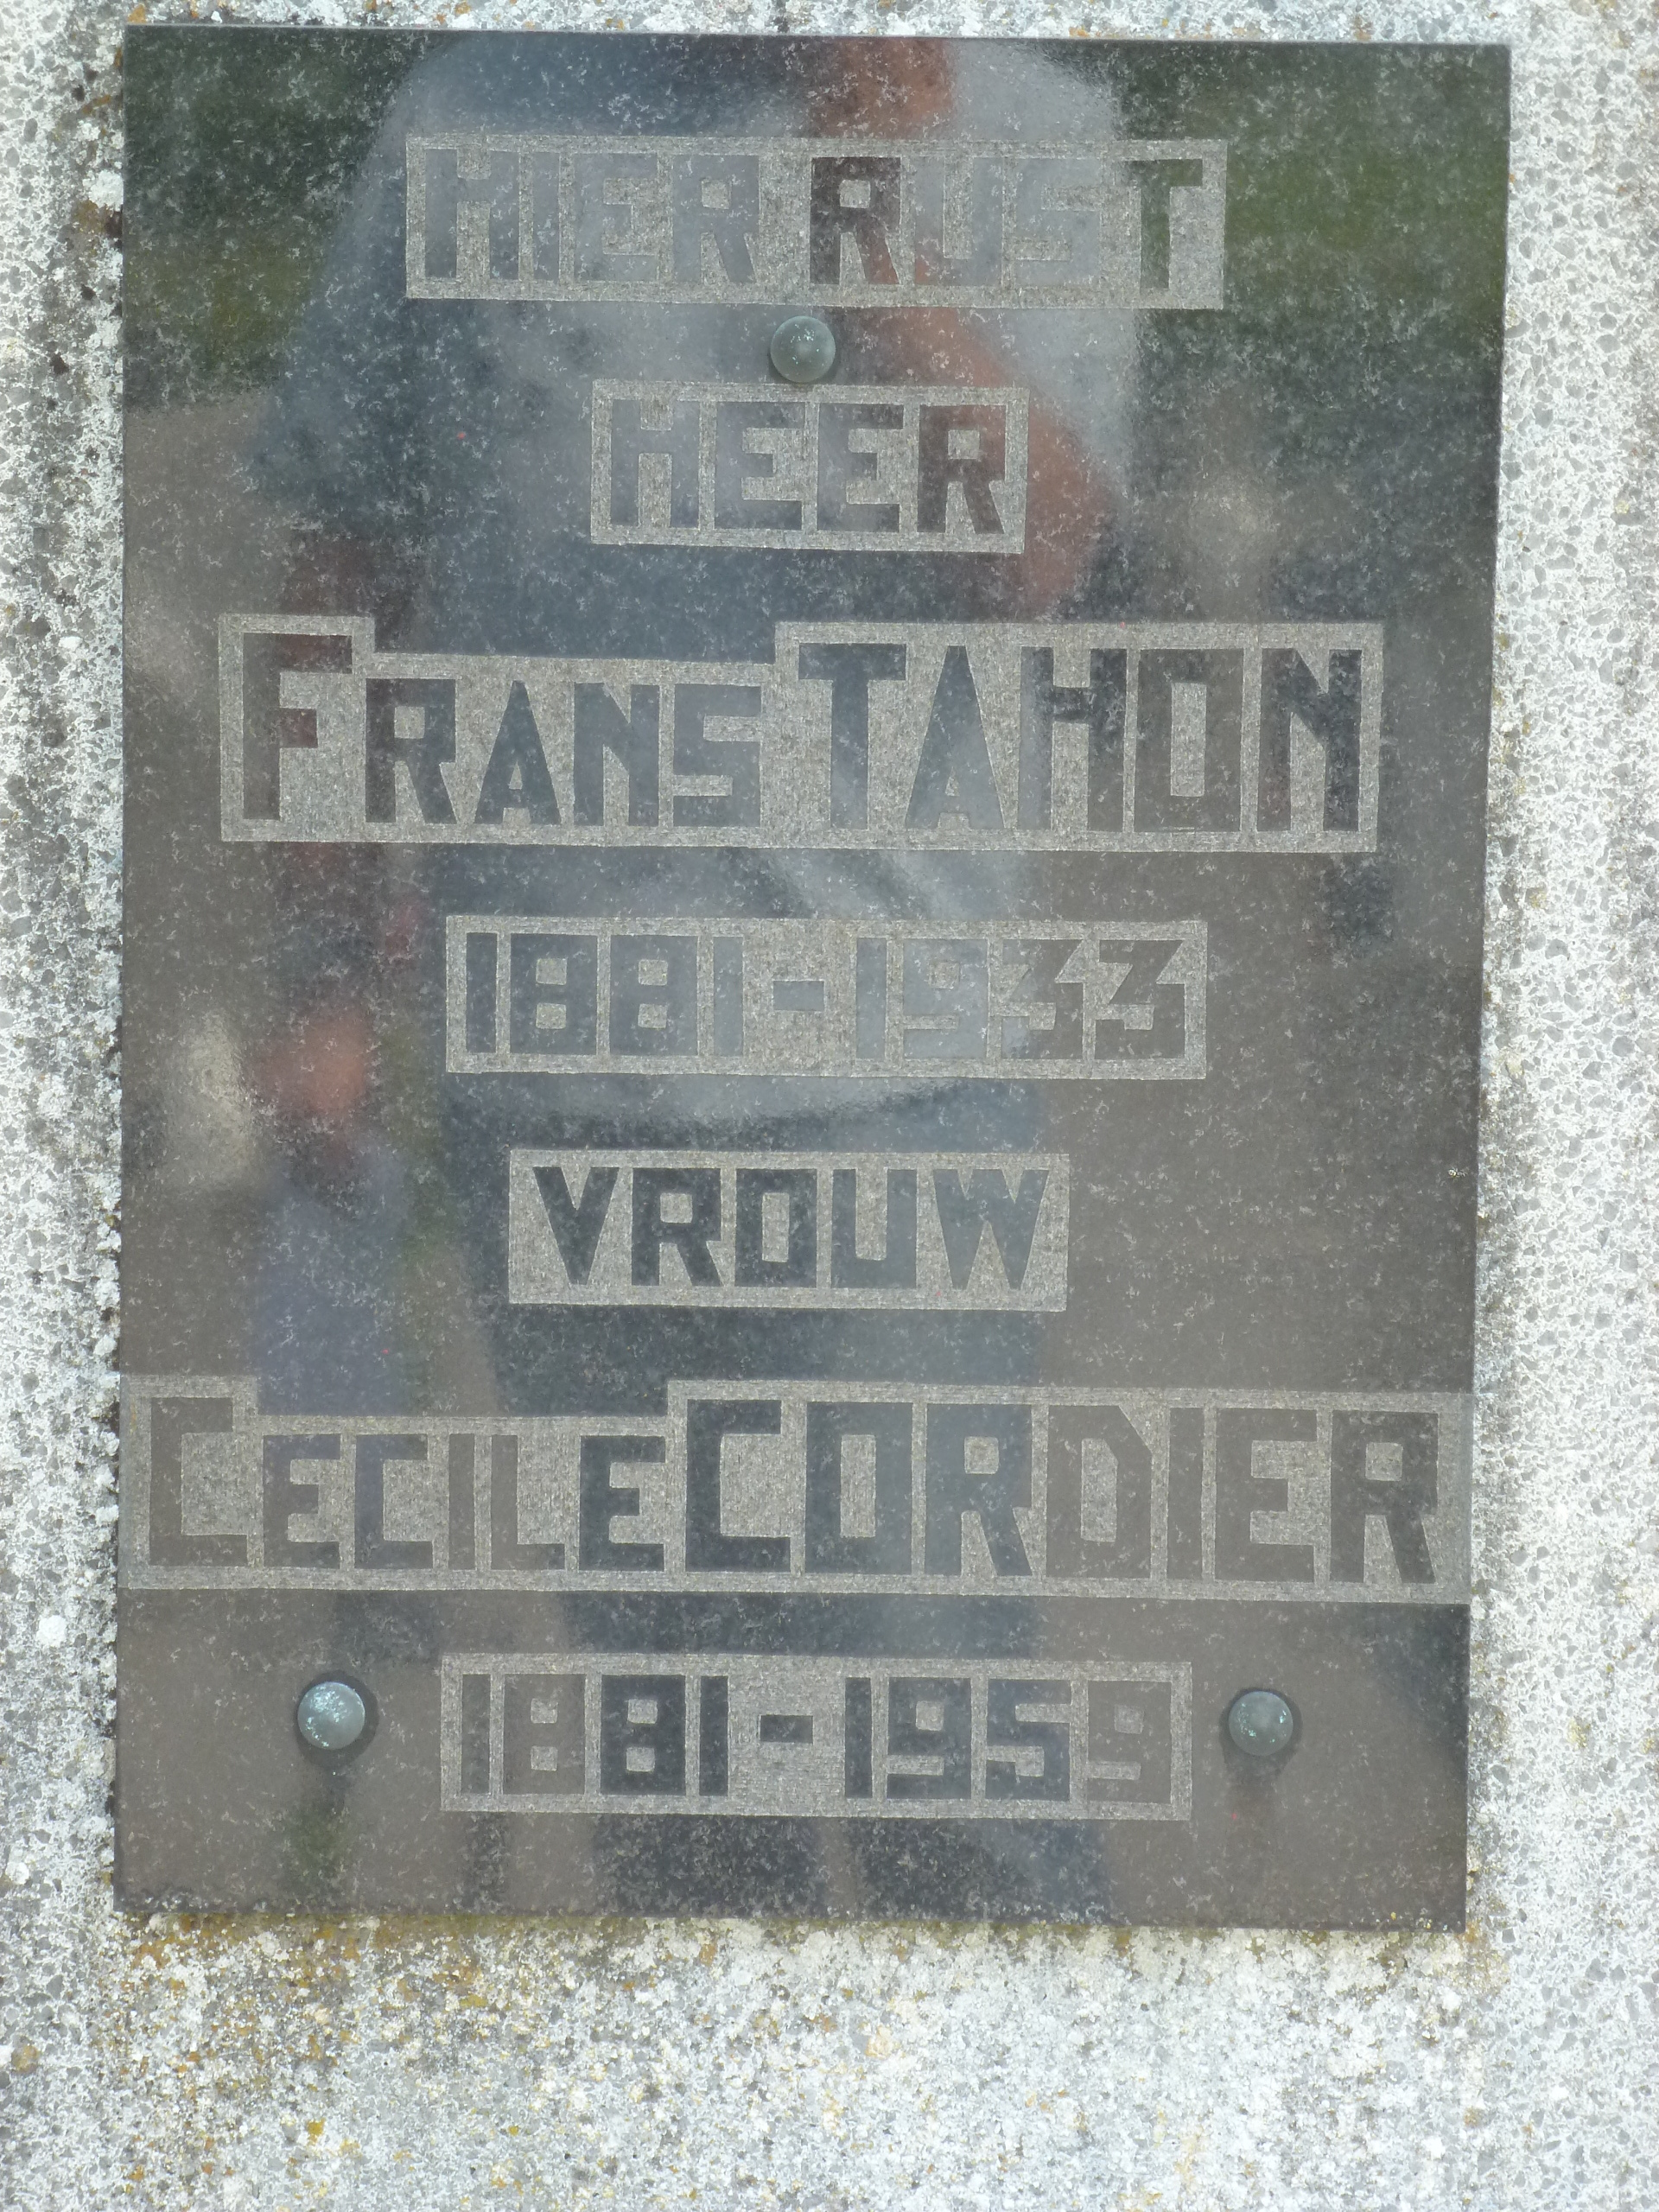 HIER RUST
HEER
FRANS TAHON
1881-1933
VROUW
CECILE CORDIER
1881-1959